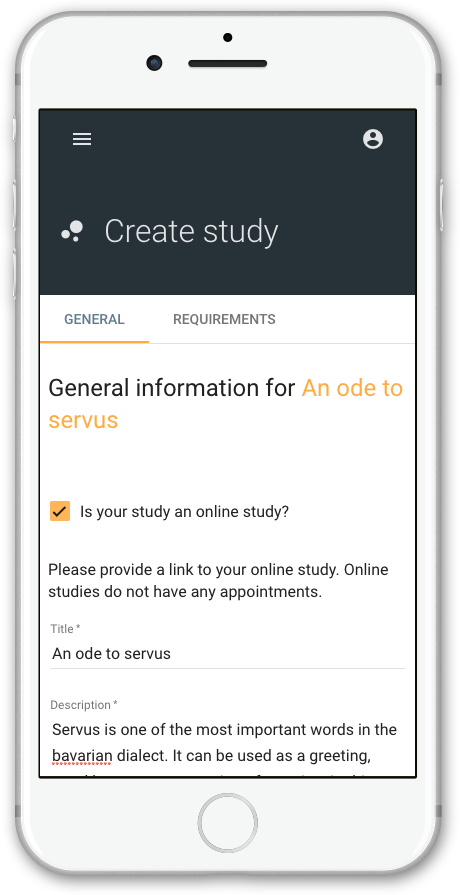 Create study
GENERAL REQUIREMENTS
General information for An ode to
servus
Is your study an online study?
Please provide a link to your online study. Online
studies do not have any appointments.
Title *
An ode to servus
Description *
Servus is one of the most important words in the
bavarian dialect. It can be used as a greeting,